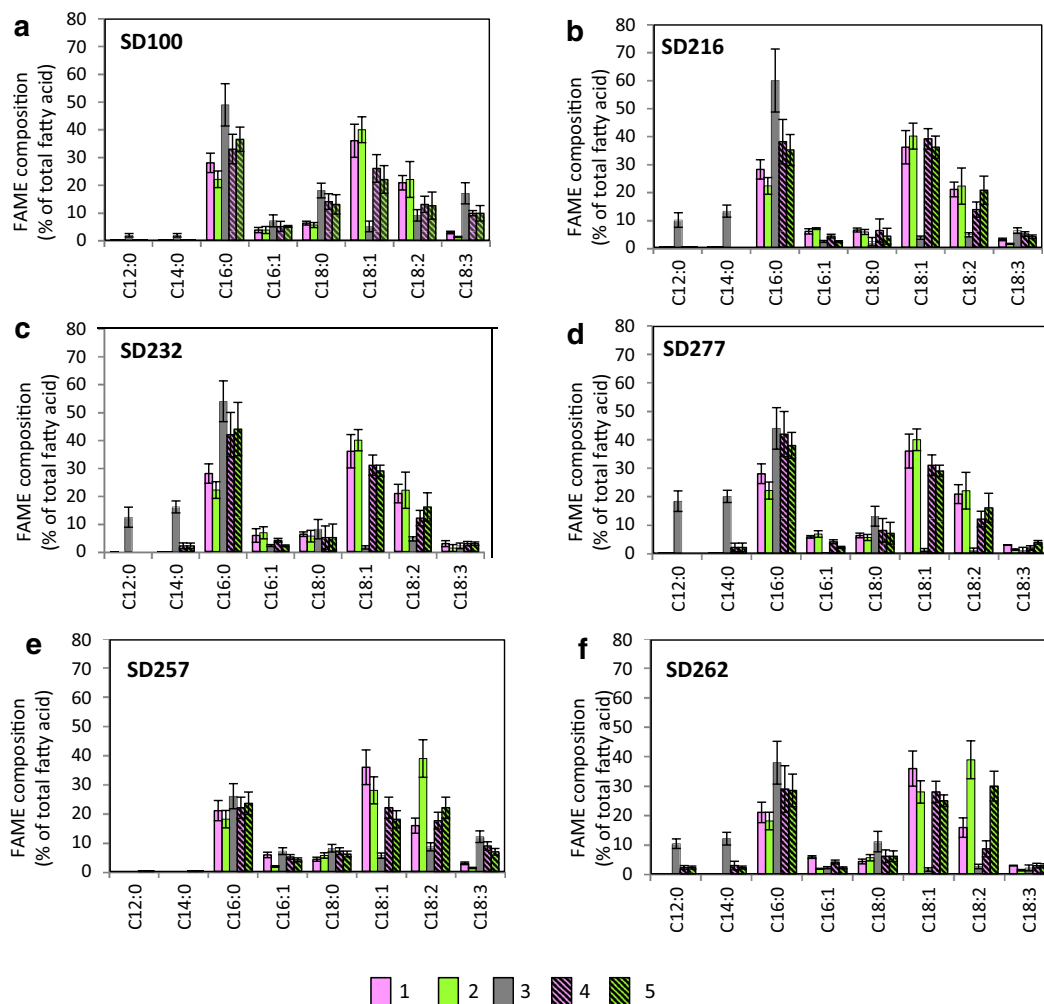 a
SD100
FAME composition
(% of total fatty acid)
80
70
60
50
40
30
20
10
0
C12:0
C14:0
C16:0
C16:1
C18:0
C18:1
C18:2
C18:3
b
SD216
FAME composition
(% of total fatty acid)
80
70
60
50
40
30
20
10
0
C12:0
C14:0
C16:0
C16:1
C18:0
C18:1
C18:2
C18:3
c
SD232
FAME composition
(% of total fatty acid)
80
70
60
50
40
30
20
10
0
C12:0
C14:0
C16:0
C16:1
C18:0
C18:1
C18:2
C18:3
d
SD277
FAME composition
(% of total fatty acid)
80
70
60
50
40
30
20
10
0
C12:0
C14:0
C16:0
C16:1
C18:0
C18:1
C18:2
C18:3
e
SD257
FAME composition
(% of total fatty acid)
80
70
60
50
40
30
20
10
0
C12:0
C14:0
C16:0
C16:1
C18:0
C18:1
C18:2
C18:3
f
SD262
FAME composition
(% of total fatty acid)
80
70
60
50
40
30
20
10
0
C12:0
C14:0
C16:0
C16:1
C18:0
C18:1
C18:2
C18:3
1 2 3 4 5